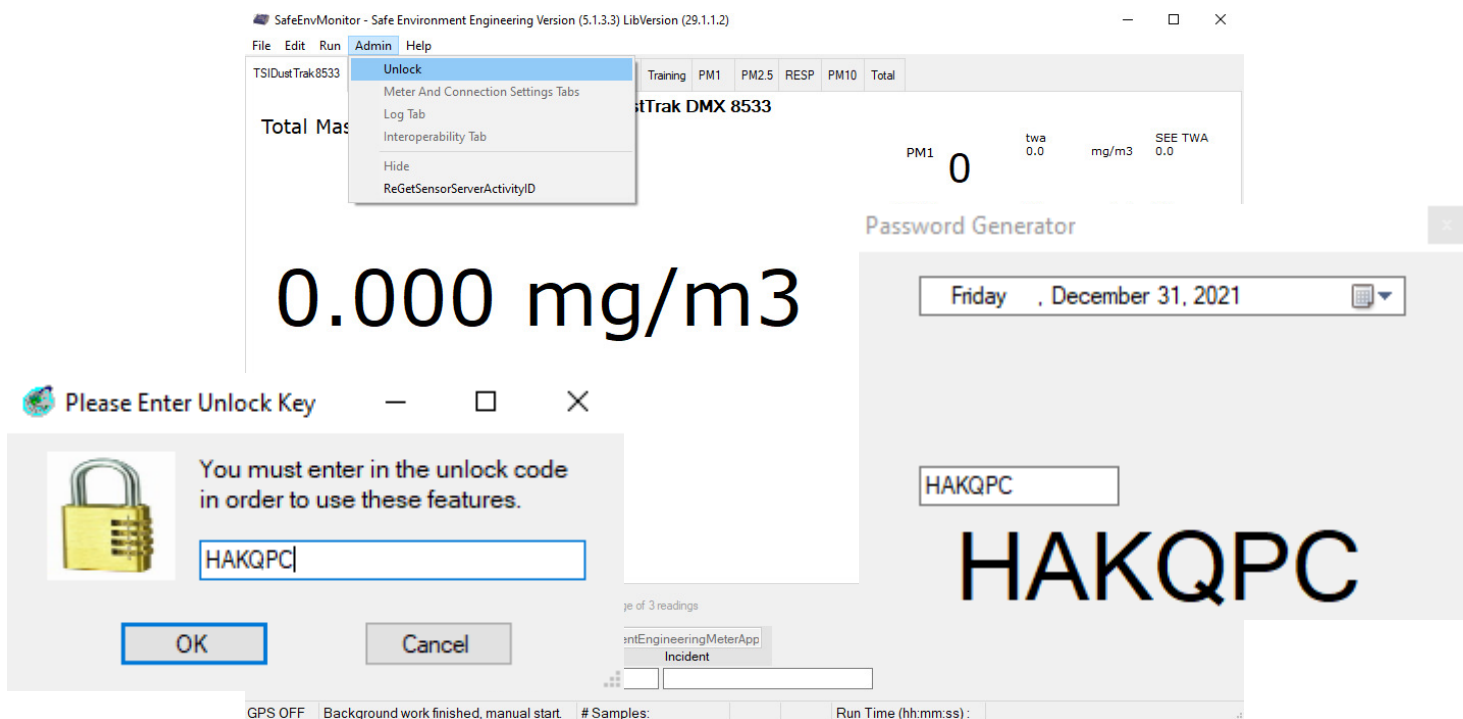 SafeEnvMonitor - Safe Environment Engineering Version (5.1.3.3) LibVersion (29.1.1.2)
File Edit Run Admin Help
TSIDustTrak8533 Training PM1 PM2.5 RESP PM10 Total
Unlock
Meter And Connection Settings Tabs
Log Tab
Interoperability Tab
Hide
ReGetSensorServerActivityID
stTrak DMX 8533
Total Mas
PM1 0 twa 0.0 mg/m3 SEE TWA 0.0
0.000 mg/m3
Password Generator
Friday , December 31, 2021
HAKQPC
HAKQPC
Please Enter Unlock Key
You must enter in the unlock code
in order to use these features.
HAKQPC
OK Cancel
ge of 3 readings
entEngineeringMeterApp
Incident
GPS OFF Background work finished, manual start. # Samples: Run Time (hh:mm:ss) :